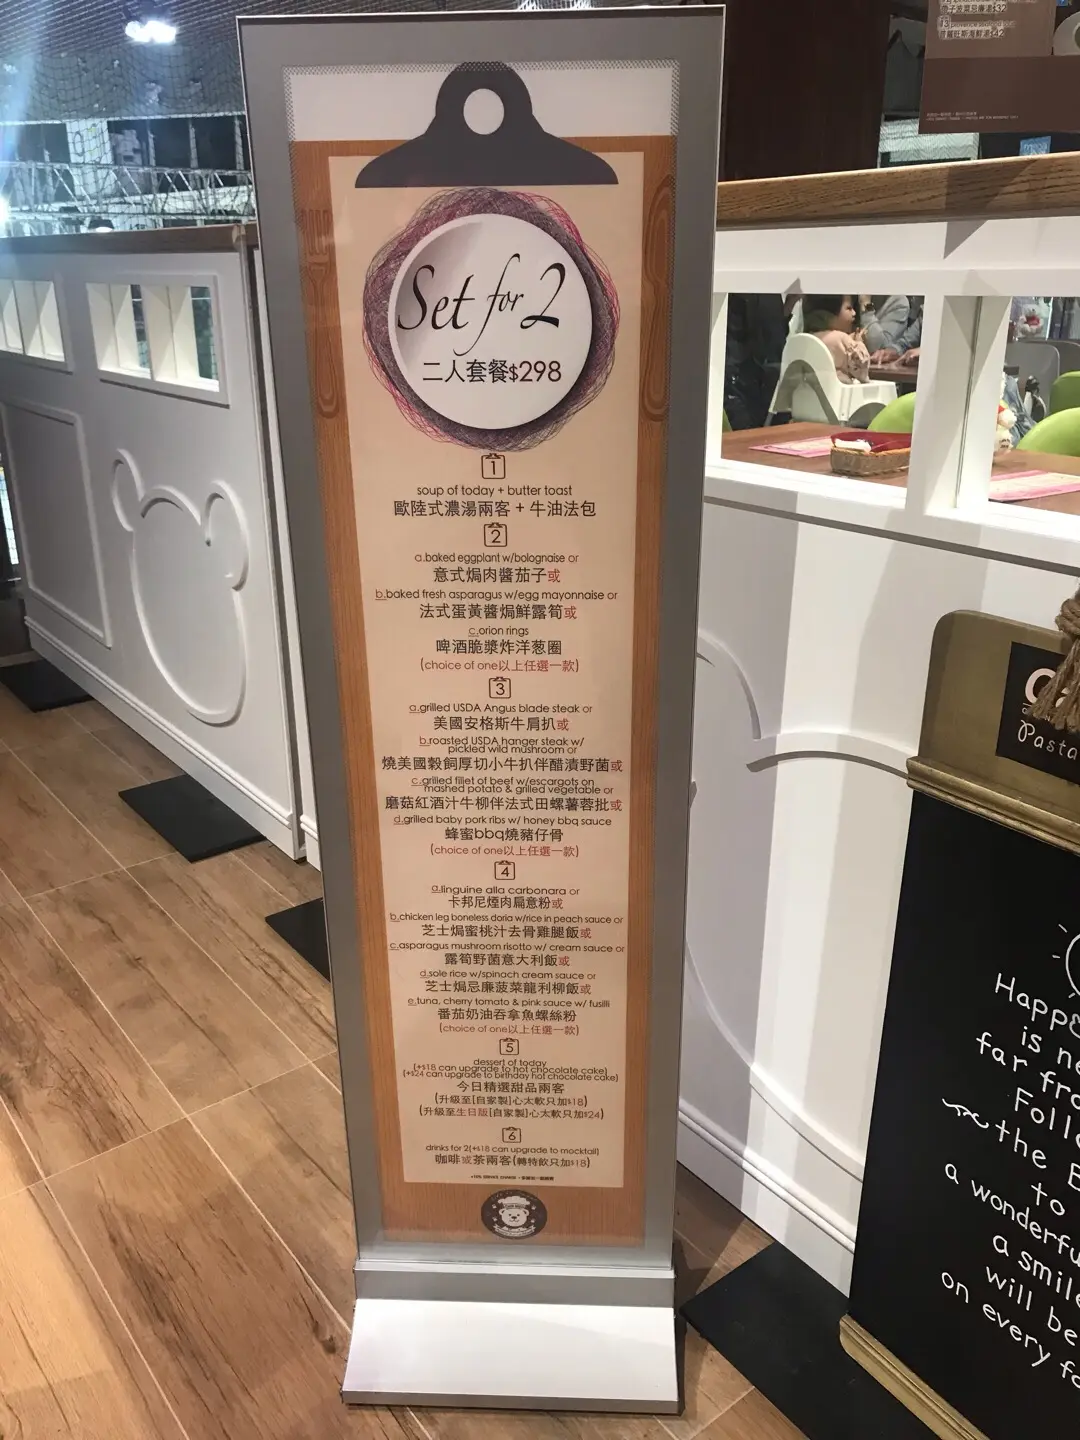 Set for 2
二人套餐$298
1
soup of today + butter toast
歐陸式濃湯兩客 + 牛油法包
2
a.baked eggplant w/bolognaise or
意式焗肉醬茄子或
b.baked fresh asparagus w/egg mayonnaise or
法式蛋黃醬焗鮮露筍或
c.orion rings
啤酒脆漿炸洋葱圈
(choice of one以上任選一款)
3
a.grilled USDA Angus blade steak or
美國安格斯牛肩扒或
b.roasted USDA hanger steak w/
pickled wild mushroom or
燒美國穀飼厚切小牛扒伴醋漬野菌或
c.grilled fillet of beef w/escargots on
mashed potato & grilled vegetable or
磨菇紅酒汁牛柳伴法式田螺薯蓉批或
d.grilled baby pork ribs w/ honey bbq sauce
蜂蜜bbq燒豬仔骨
(choice of one以上任選一款)
4
a.linguine alla carbonara or
卡邦尼煙肉扁意粉或
b.chicken leg boneless doria w/rice in peach sauce or
芝士焗蜜桃汁去骨雞腿飯或
c.asparagus mushroom risotto w/ cream sauce or
露筍野菌意大利飯或
d.sole rice w/spinach cream sauce or
芝士焗忌廉菠菜龍利柳飯或
e.tuna, cherry tomato & pink sauce w/ fusilli
番茄奶油吞拿魚螺絲粉
(choice of one以上任選一款)
5
dessert of today
(+$18 can upgrade to hot chocolate cake)
(+$24 can upgrade to birthday hot chocolate cake)
今日精選甜品兩客
(升級至[自家製]心太軟只加$18)
(升級至生日版[自家製]心太軟只加$24)
6
drinks for 2(+$18 can upgrade to mocktail)
咖啡或茶兩客(轉特飲只加$18)
+10% SERVICE CHARGE
Pasta
Happ
is ne
far fro
Foll
the
to
a wonderfu
a smile
will be
on every fa